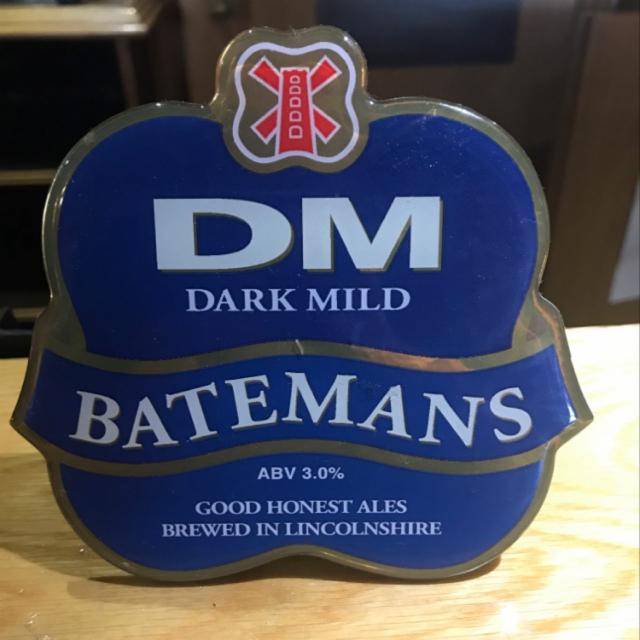 DM
DARK MILD
BATEMANS
ABV 3.0%
GOOD HONEST ALES
BREWED IN LINCOLNSHIRE